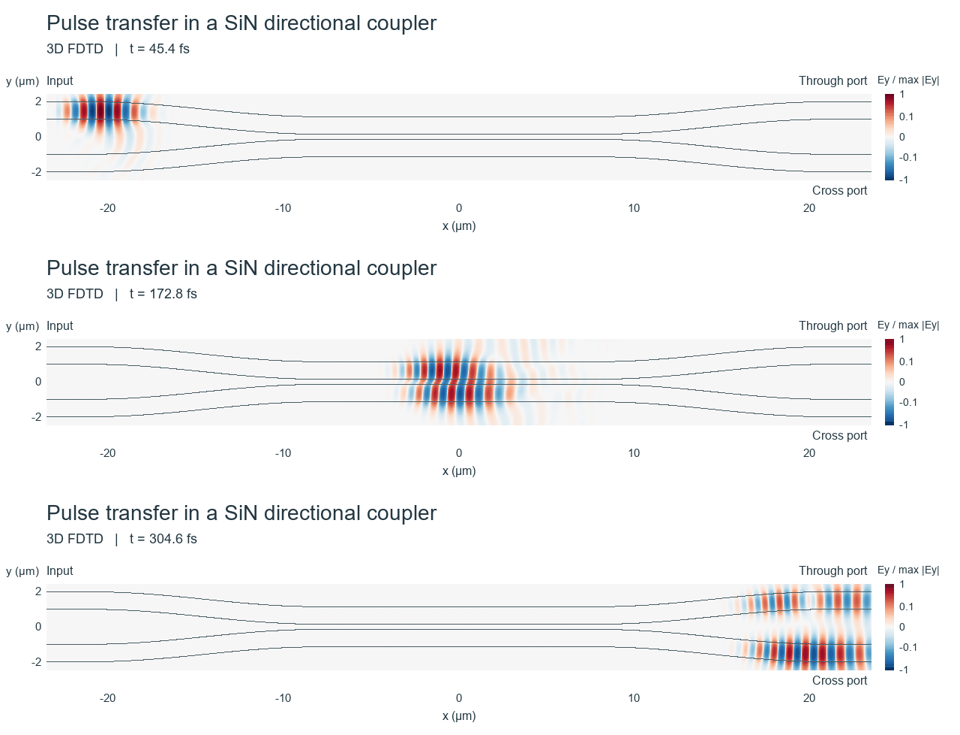 Pulse transfer in a SiN directional coupler
3D FDTD | t = 45.4 fs
y (μm) Input Through port Ey / max |Ey|
2
0
-2
1
0.1
0
-0.1
-1
Cross port
-20 -10 0 10 20
x (μm)
Pulse transfer in a SiN directional coupler
3D FDTD | t = 172.8 fs
y (μm) Input Through port Ey / max |Ey|
2
0
-2
1
0.1
0
-0.1
-1
Cross port
-20 -10 0 10 20
x (μm)
Pulse transfer in a SiN directional coupler
3D FDTD | t = 304.6 fs
y (μm) Input Through port Ey / max |Ey|
2
0
-2
1
0.1
0
-0.1
-1
Cross port
-20 -10 0 10 20
x (μm)